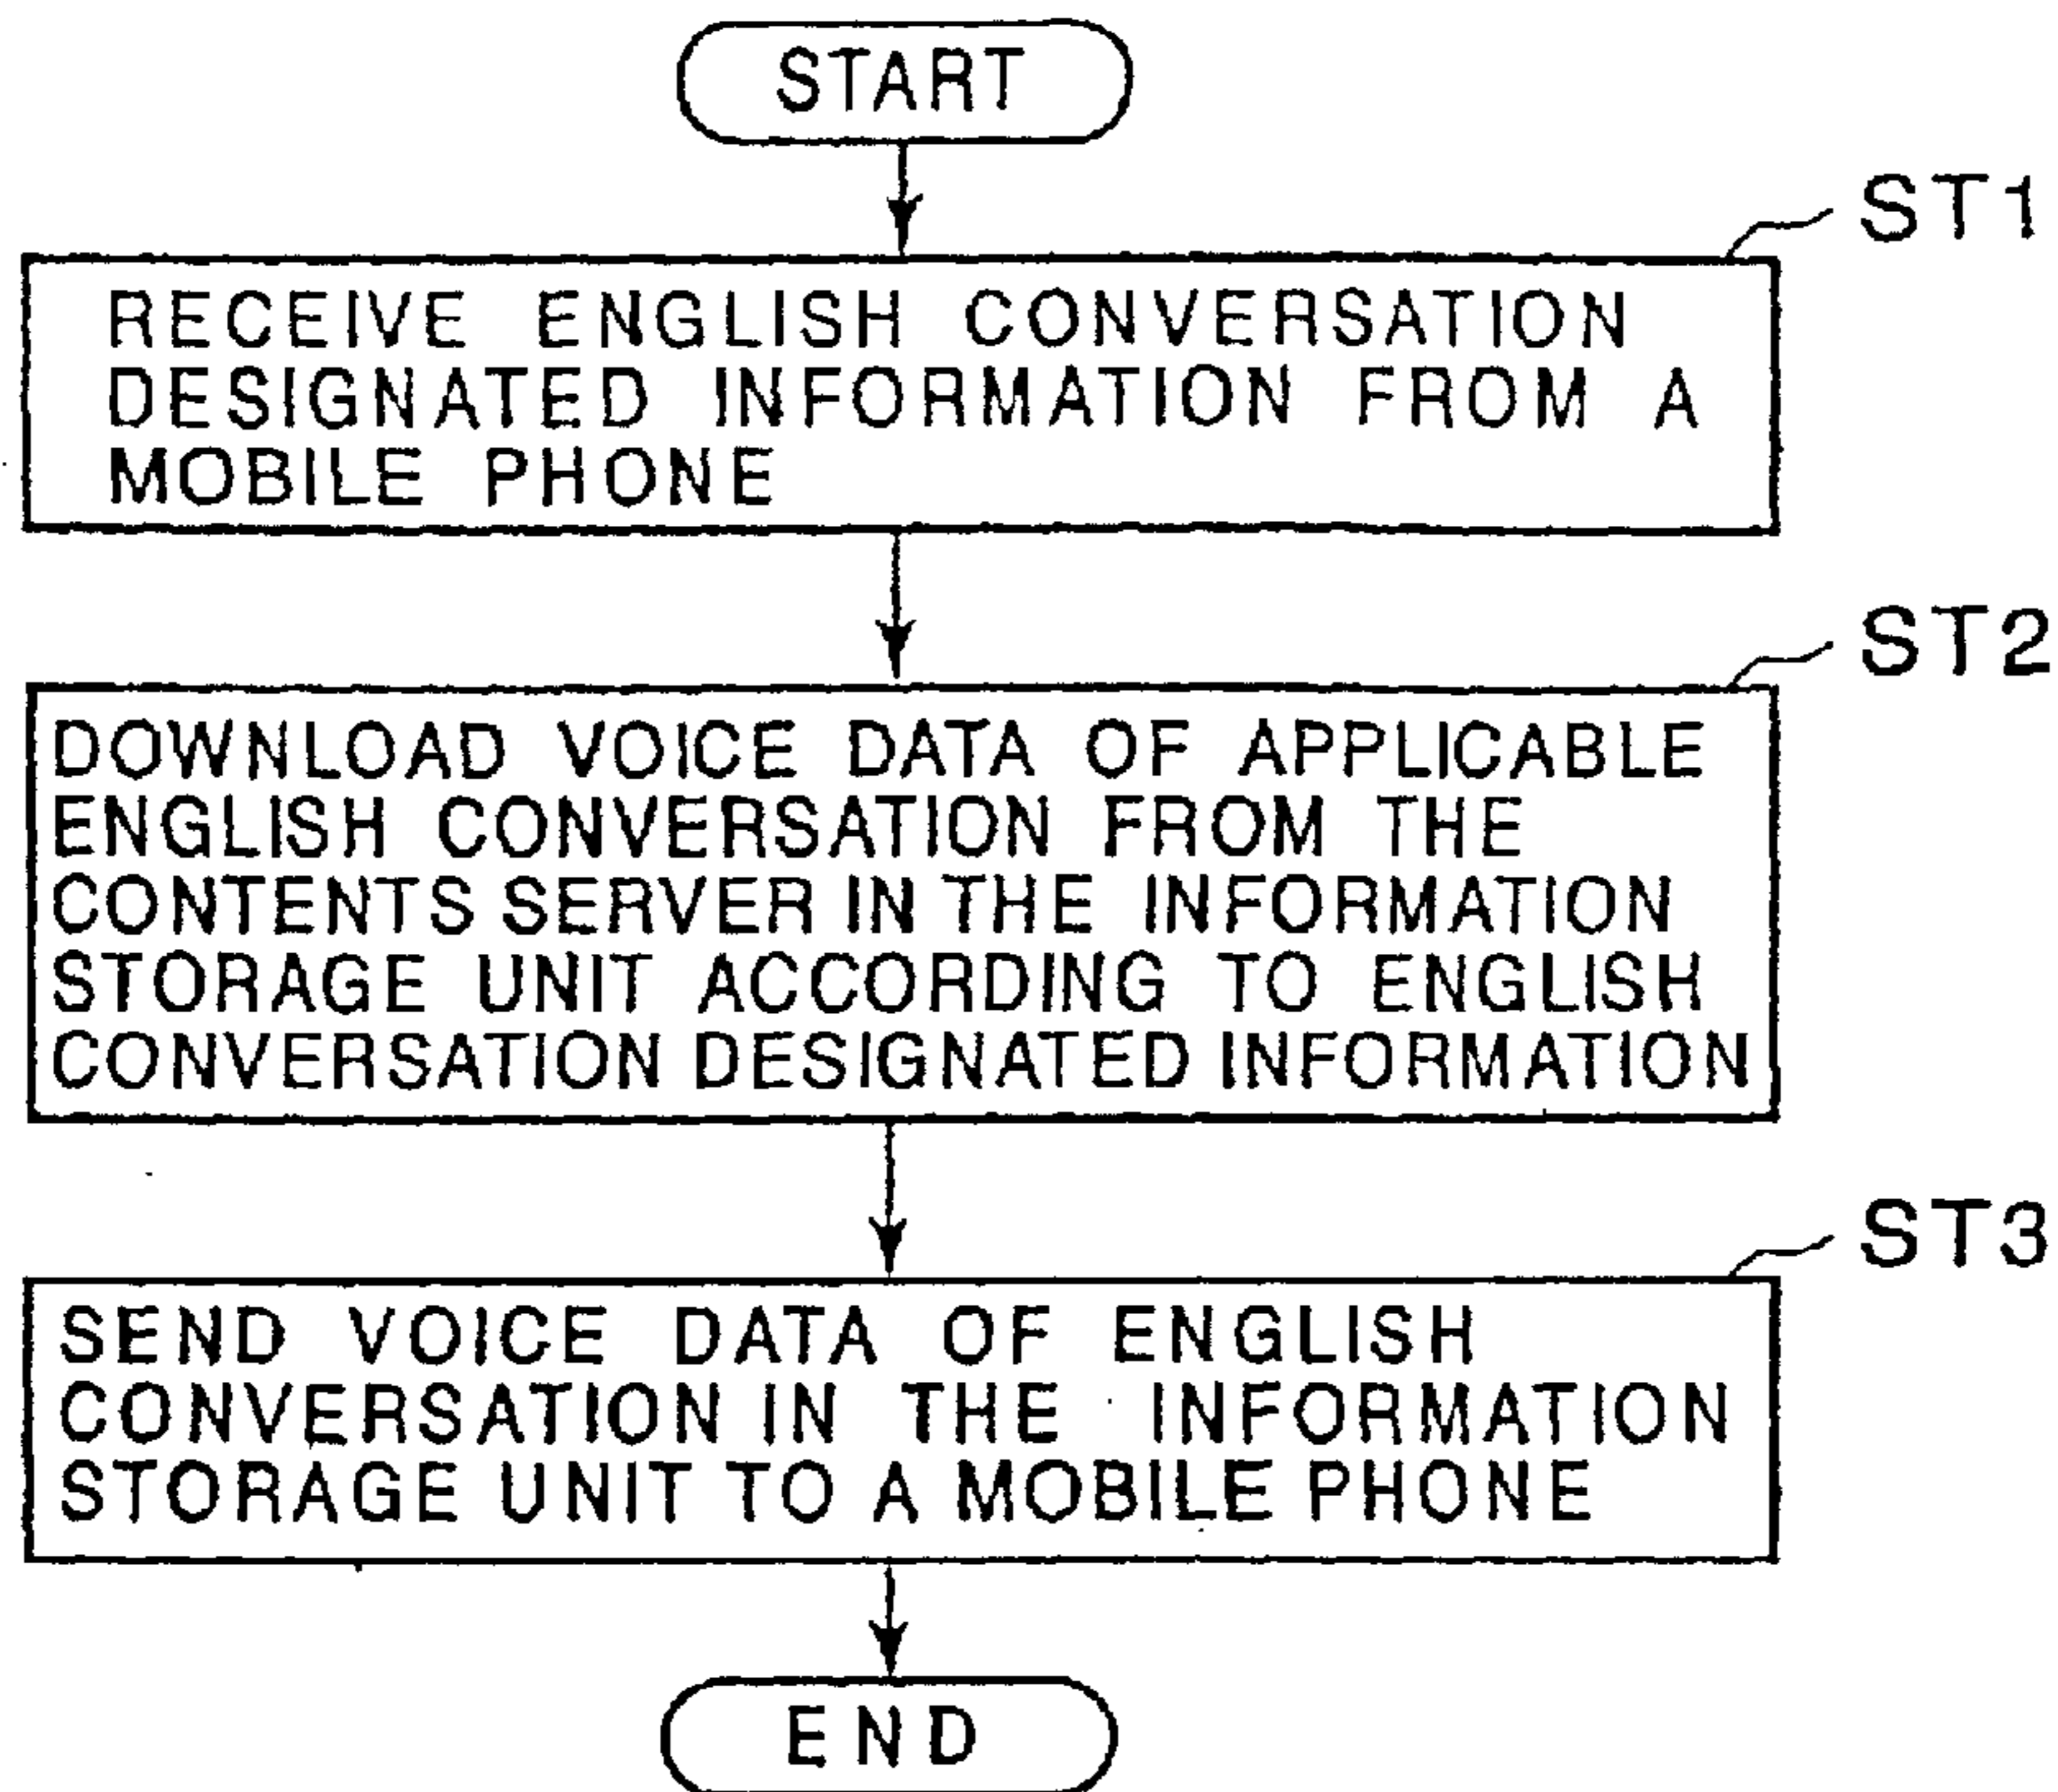 START
ST1
RECEIVE ENGLISH CONVERSATION
DESIGNATED INFORMATION FROM A
MOBILE PHONE
ST2
DOWNLOAD VOICE DATA OF APPLICABLE
ENGLISH CONVERSATION FROM THE
CONTENTS SERVER IN THE INFORMATION
STORAGE UNIT ACCORDING TO ENGLISH
CONVERSATION DESIGNATED INFORMATION
ST3
SEND VOICE DATA OF ENGLISH
CONVERSATION IN THE INFORMATION
STORAGE UNIT TO A MOBILE PHONE
END